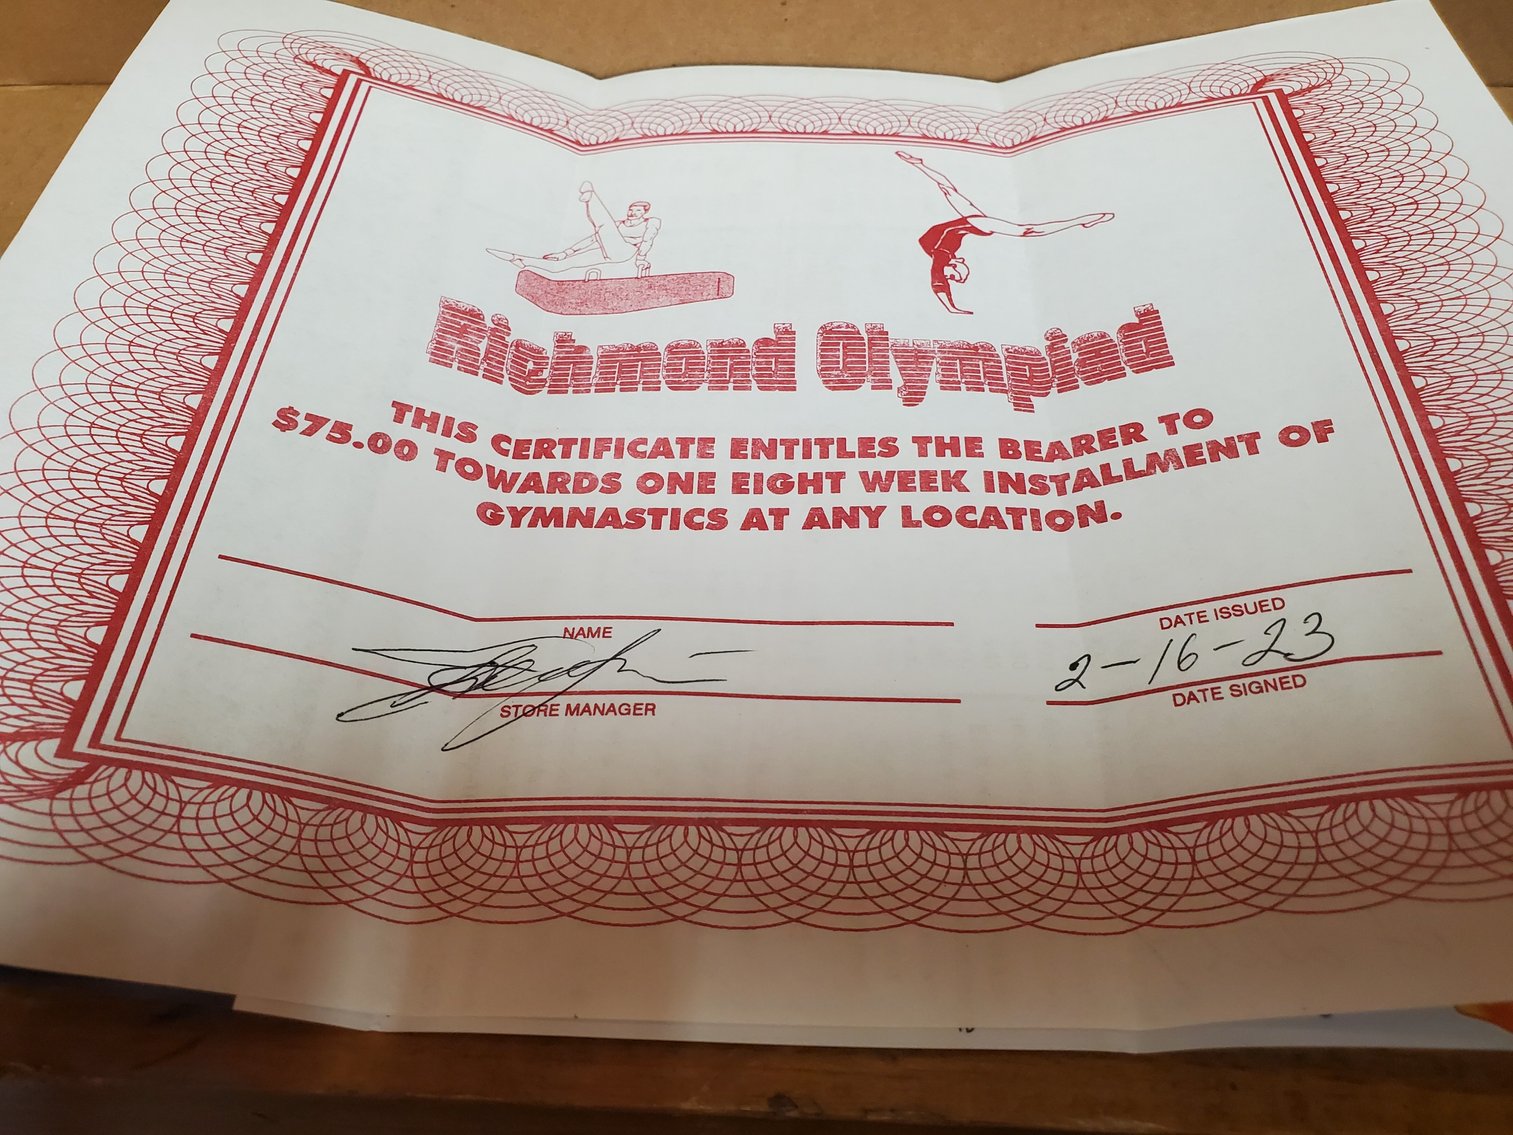 Richmond Olympiad
THIS CERTIFICATE ENTITLES THE BEARER TO
$75.00 TOWARDS ONE EIGHT WEEK INSTALLMENT OF
GYMNASTICS AT ANY LOCATION.
NAME
DATE ISSUED
2-16-23
STORE MANAGER
DATE SIGNED